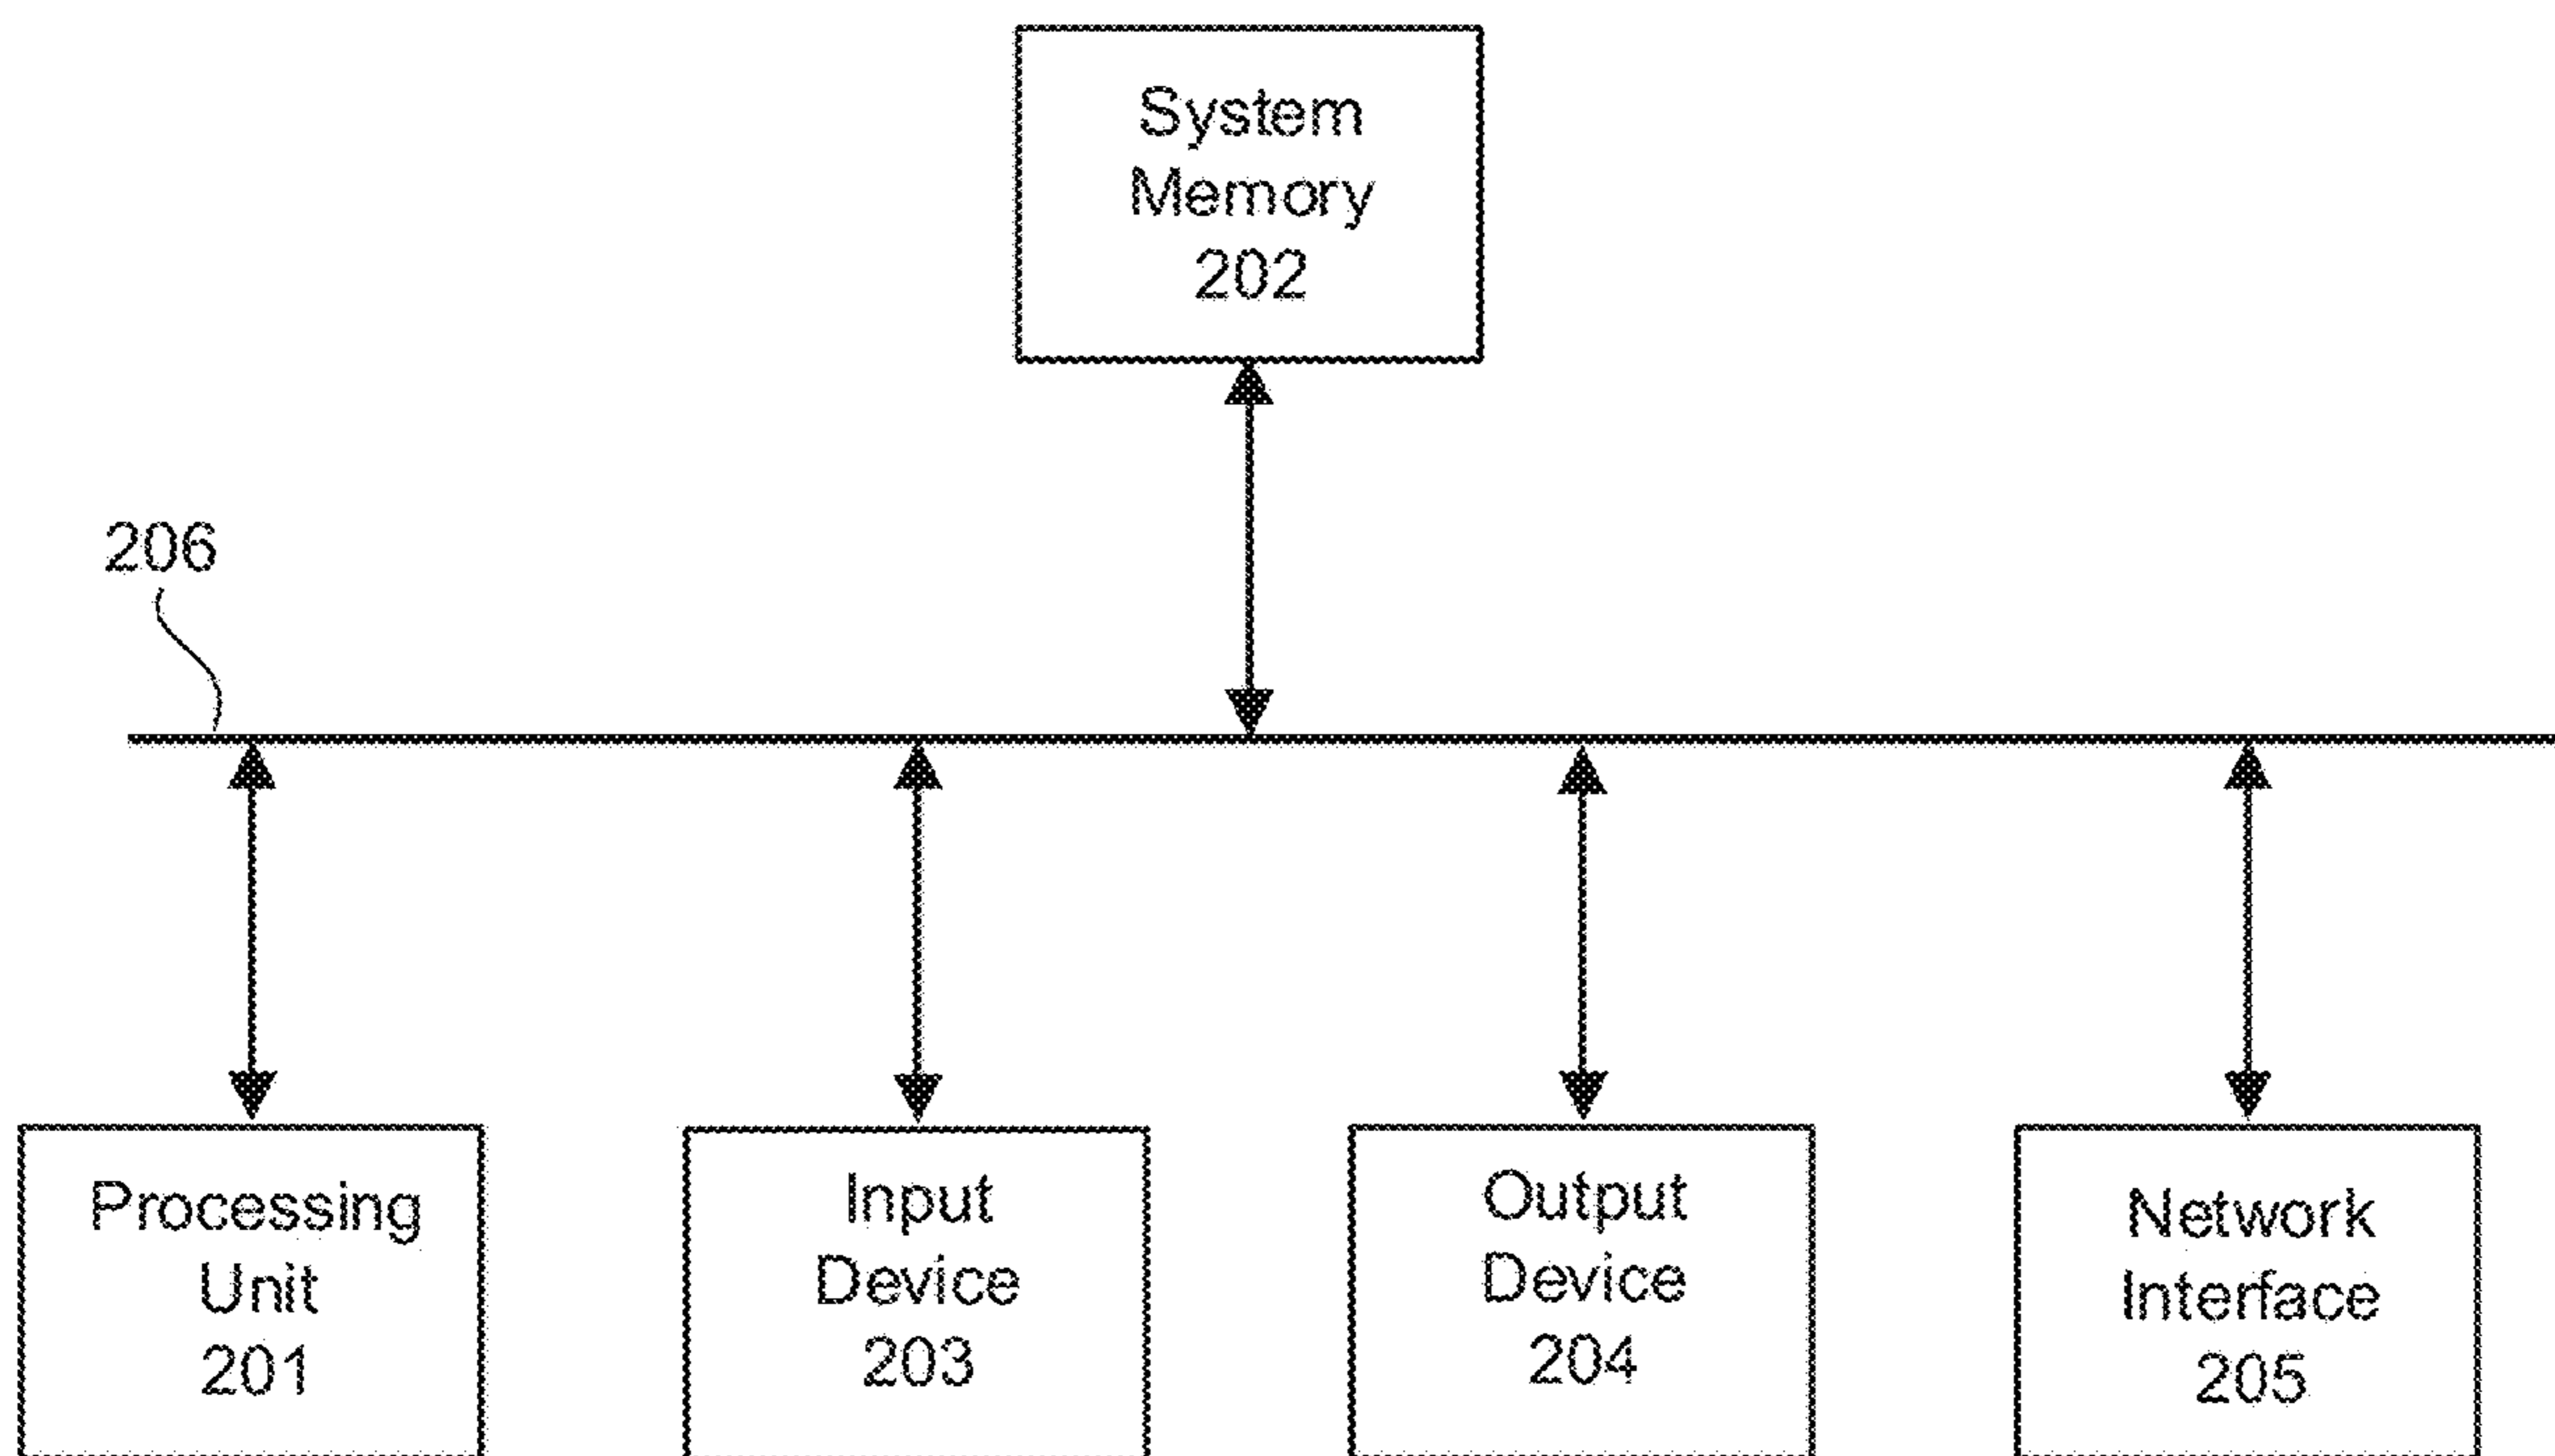 System
Memory
202
206
Processing
Unit
201
Input
Device
203
Output
Device
204
Network
Interface
205